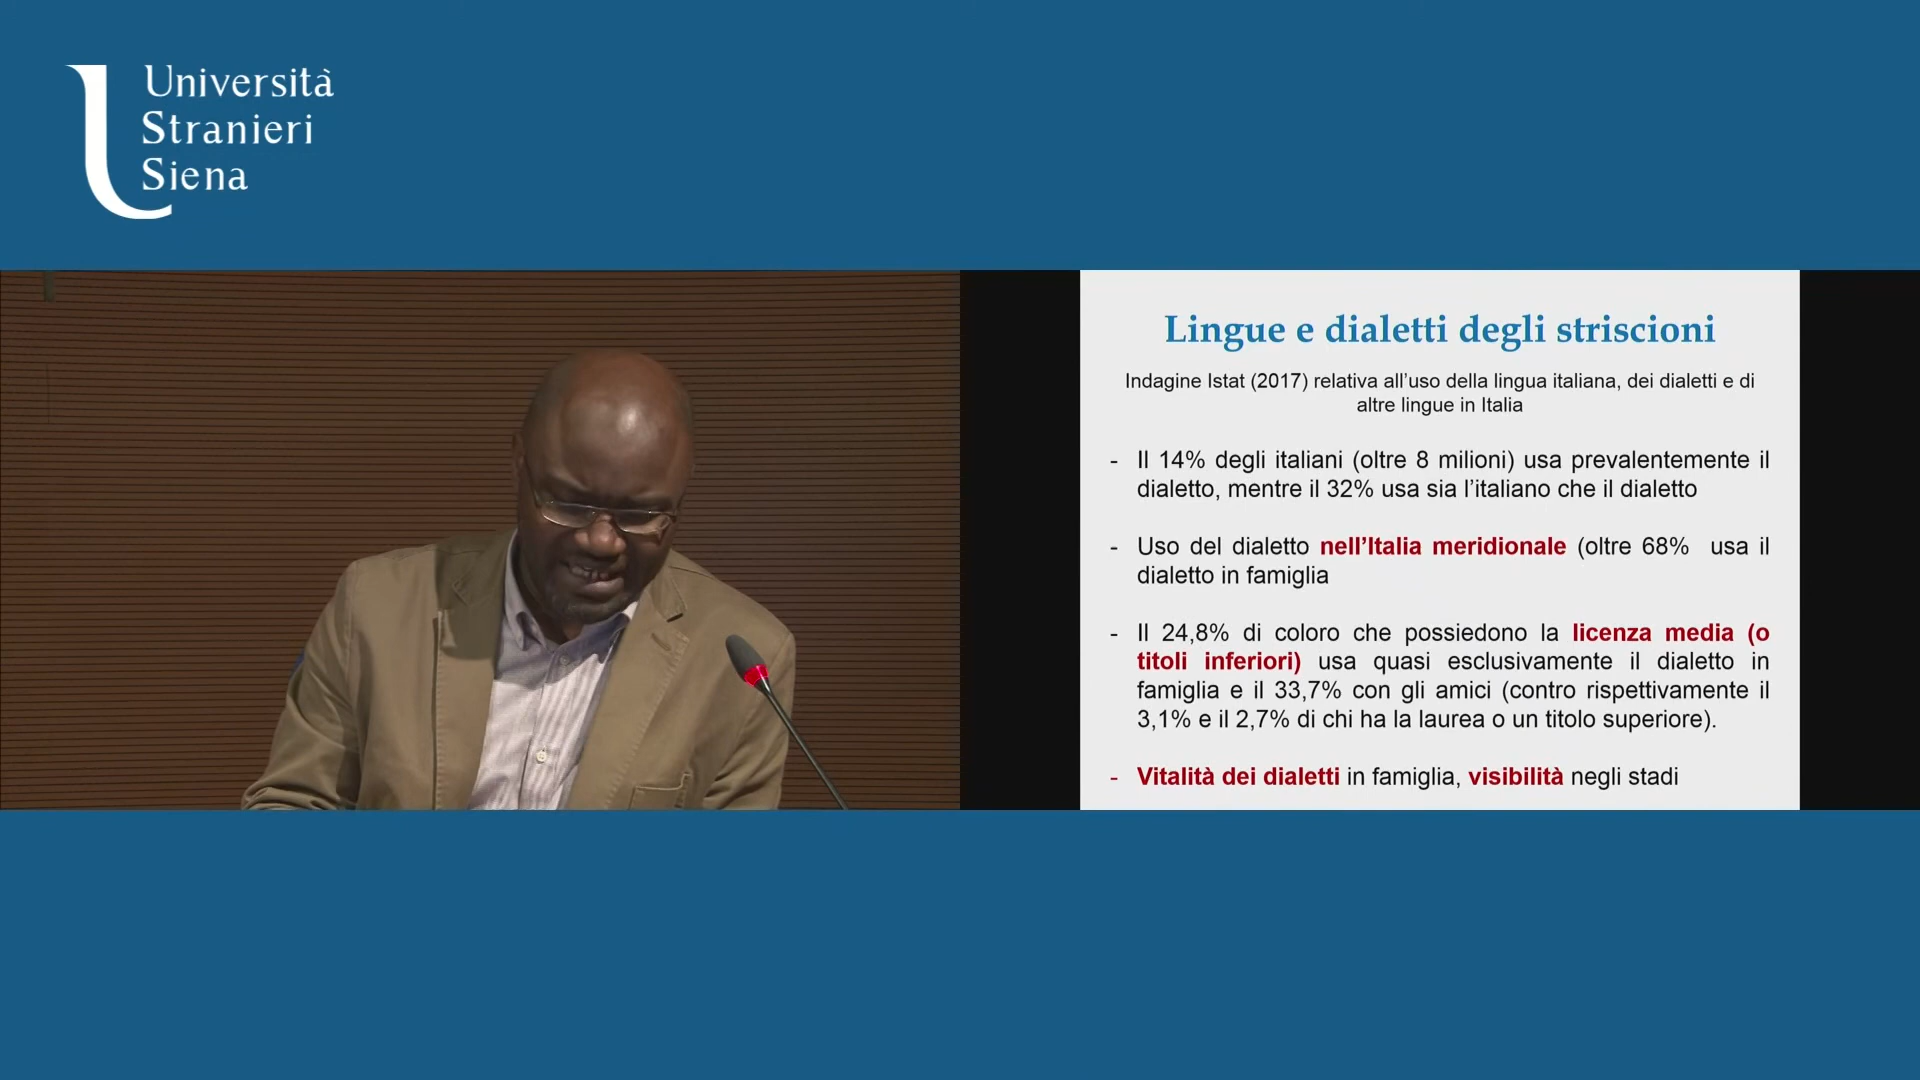 Università
Stranieri
Siena
Lingue e dialetti degli striscioni
Indagine Istat (2017) relativa all’uso della lingua italiana, dei dialetti e di
altre lingue in Italia
- Il 14% degli italiani (oltre 8 milioni) usa prevalentemente il
dialetto, mentre il 32% usa sia l’italiano che il dialetto
- Uso del dialetto nell’Italia meridionale (oltre 68% usa il
dialetto in famiglia
- Il 24,8% di coloro che possiedono la licenza media (o
titoli inferiori) usa quasi esclusivamente il dialetto in
famiglia e il 33,7% con gli amici (contro rispettivamente il
3,1% e il 2,7% di chi ha la laurea o un titolo superiore).
- Vitalità dei dialetti in famiglia, visibilità negli stadi